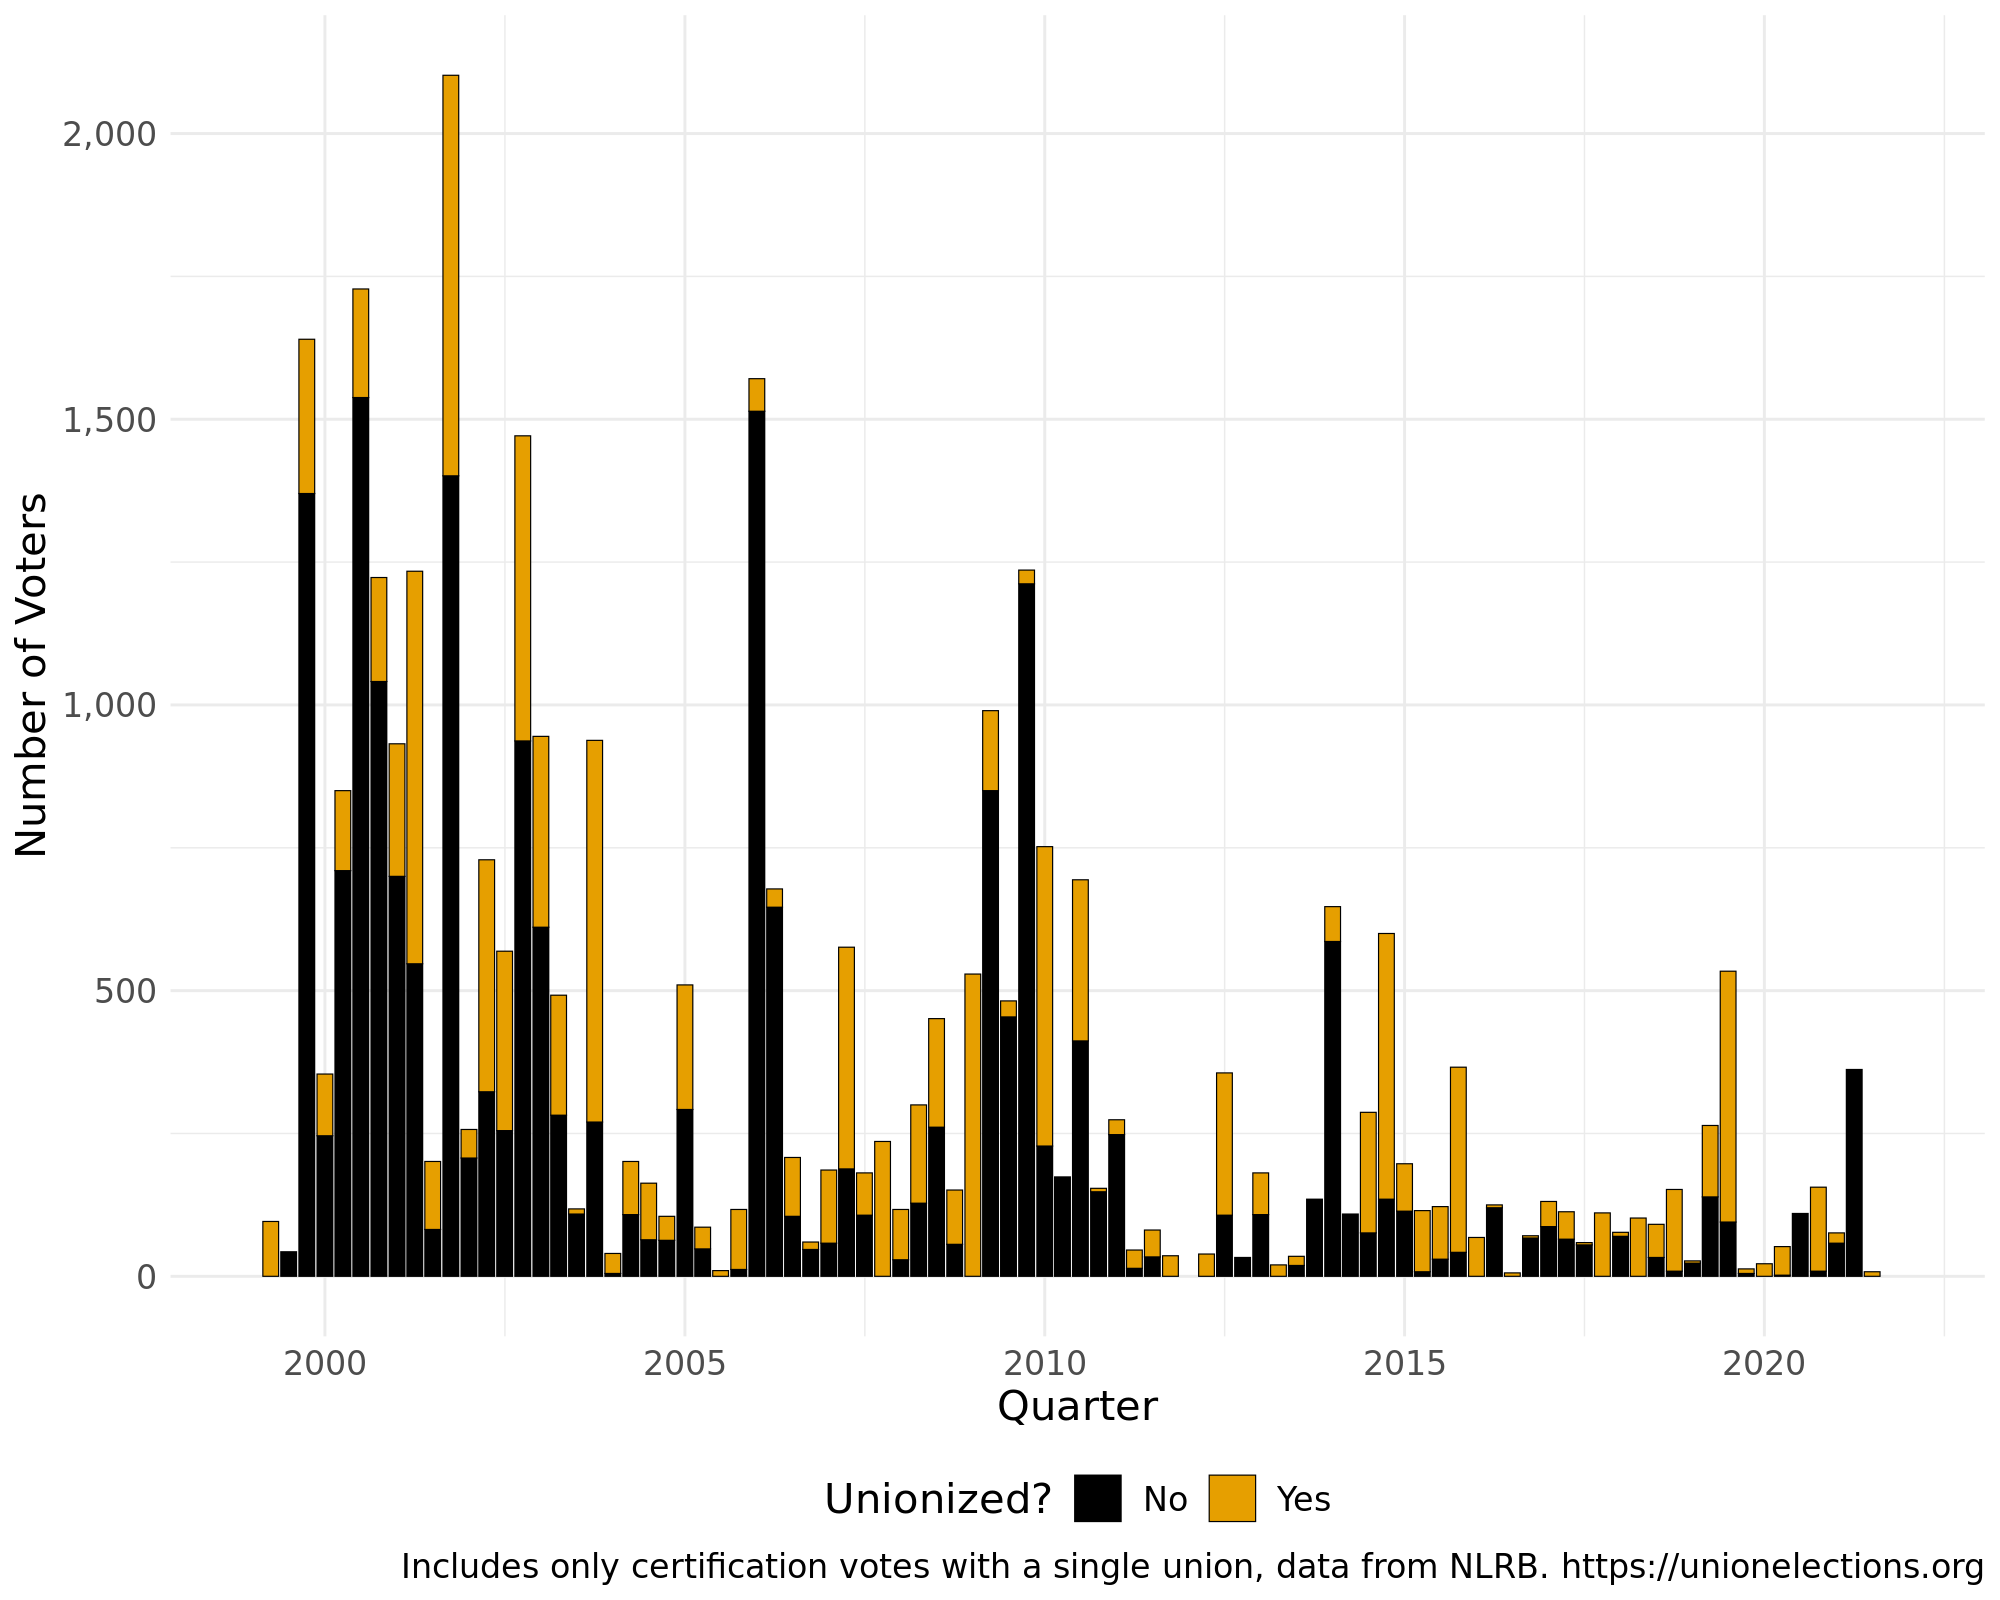 2,000
1,500
1,000
500
0
Number of Voters
2000 2005 2010 2015 2020
Quarter
Unionized? No Yes
Includes only certification votes with a single union, data from NLRB. https://unionelections.org